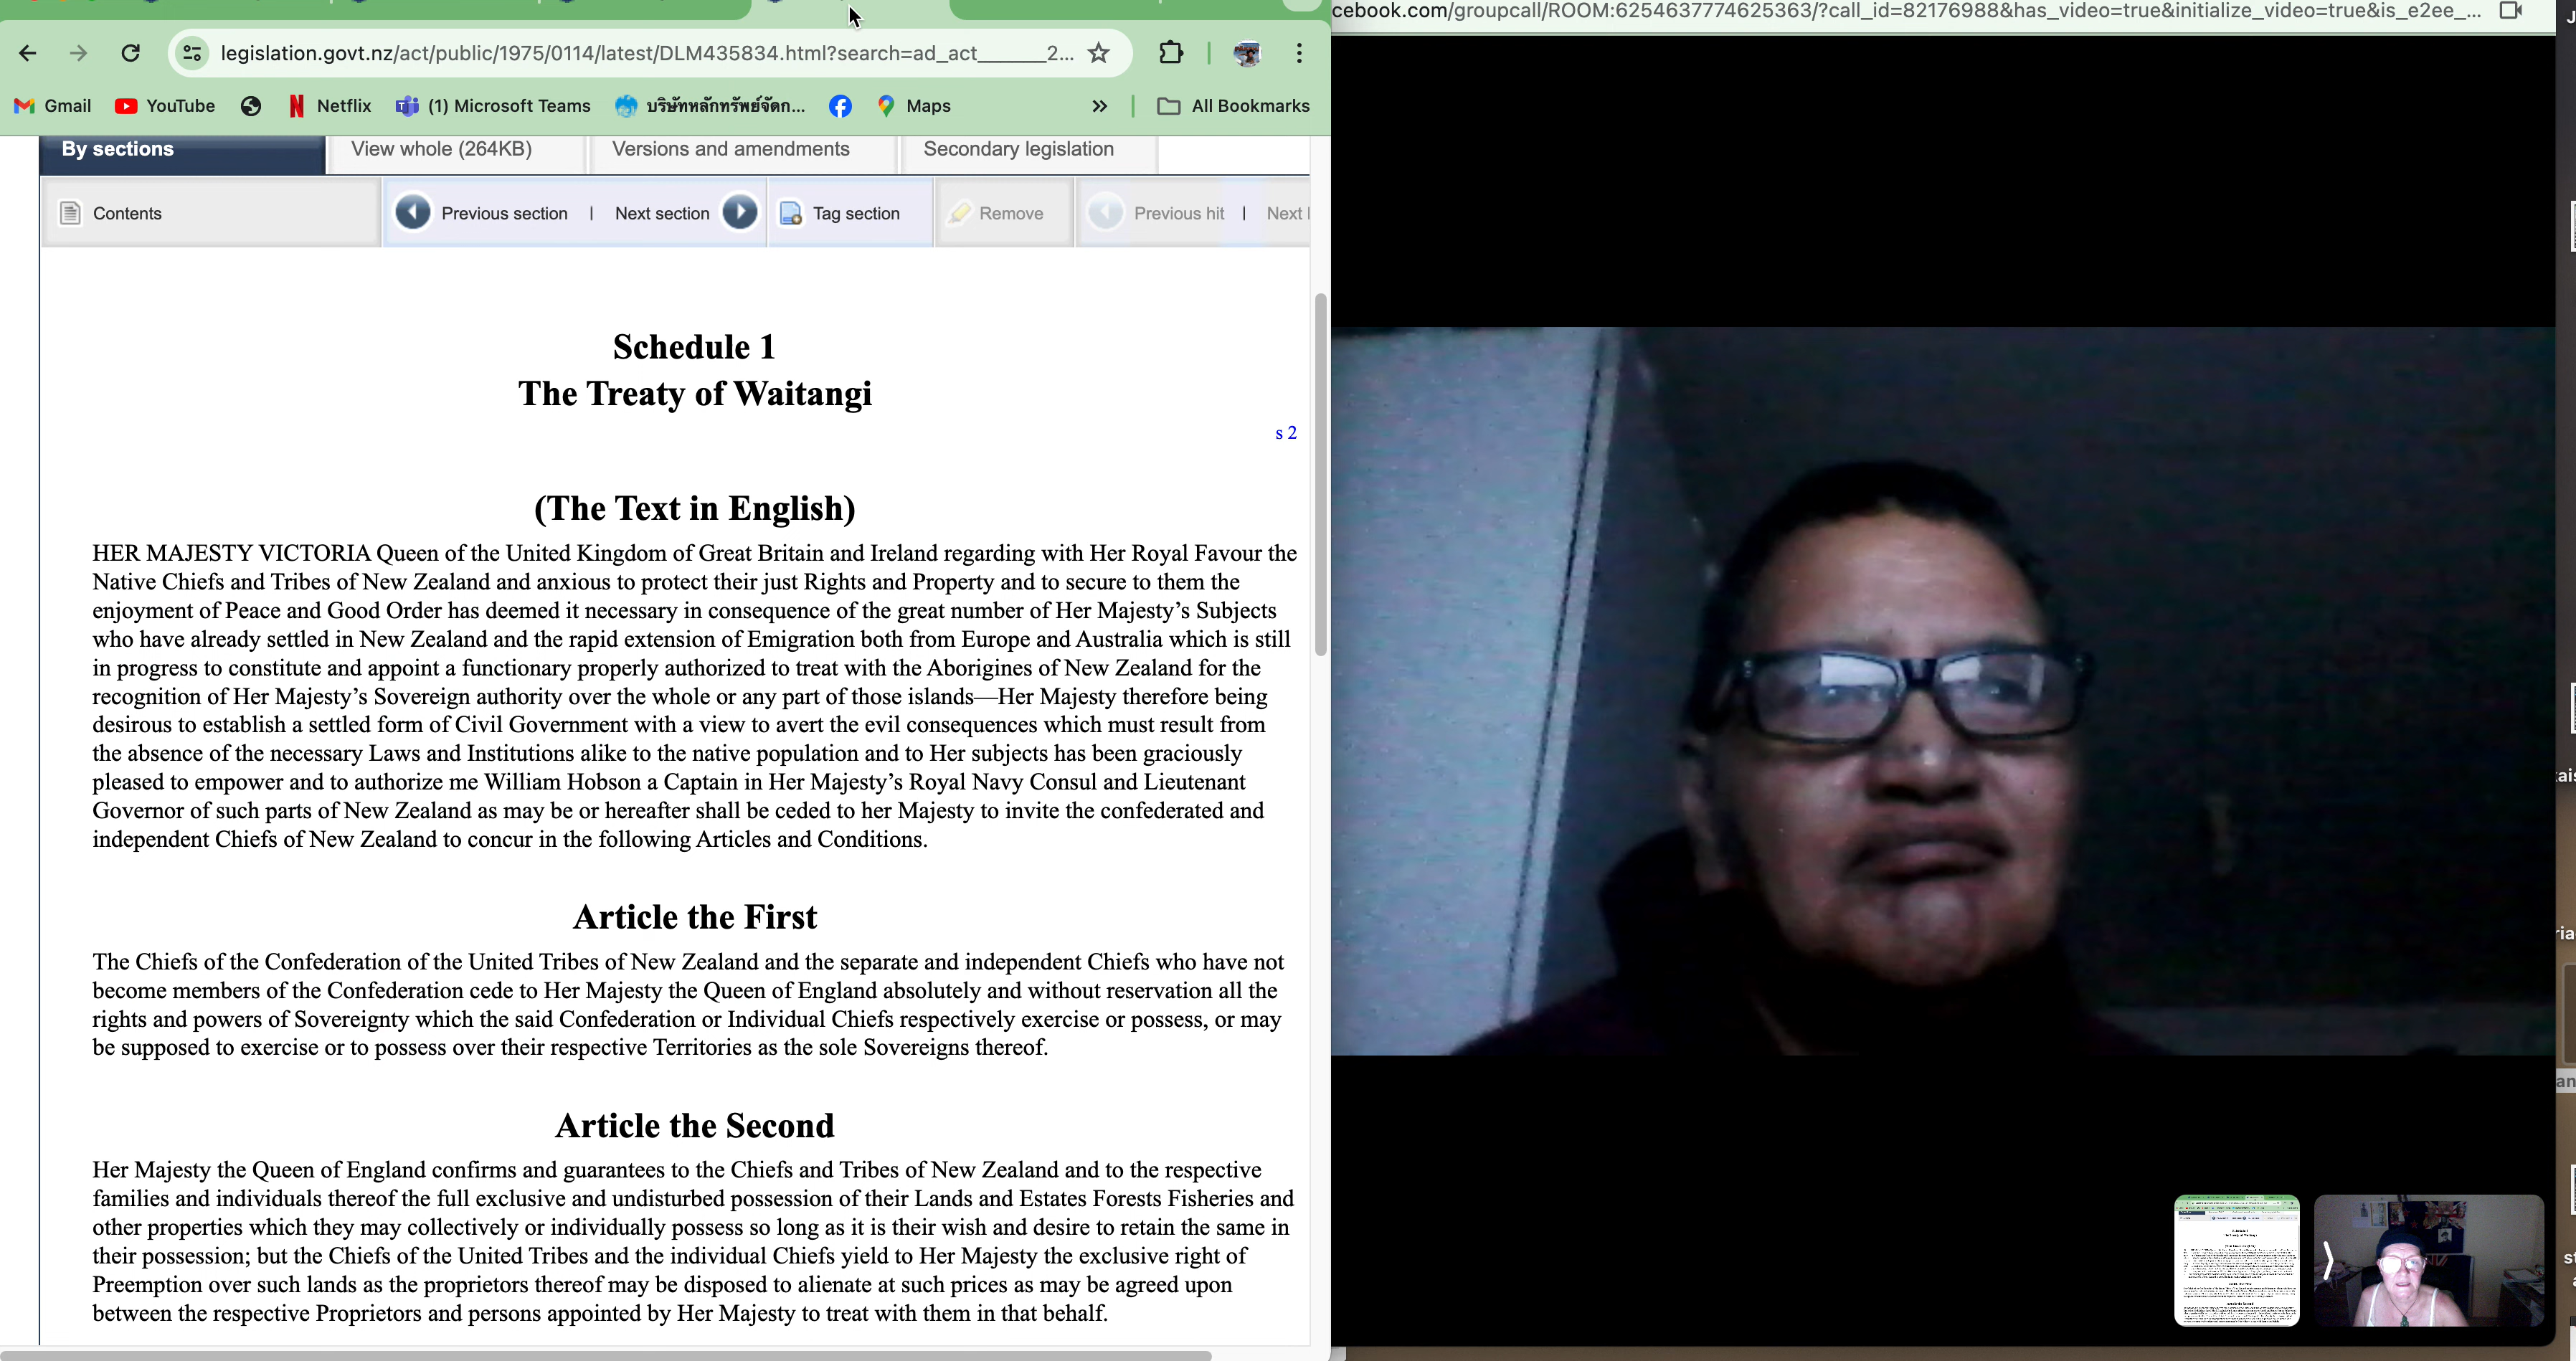 legislation.govt.nz/act/public/1975/0114/latest/DLM435834.html?search=ad_act______2...
Gmail YouTube Netflix (1) Microsoft Teams บริษัทหลักทรัพย์จัดก... Maps » All Bookmarks
By sections View whole (264KB) Versions and amendments Secondary legislation
Contents Previous section | Next section Tag section Remove Previous hit | Next
Schedule 1
The Treaty of Waitangi
s 2
(The Text in English)
HER MAJESTY VICTORIA Queen of the United Kingdom of Great Britain and Ireland regarding with Her Royal Favour the
Native Chiefs and Tribes of New Zealand and anxious to protect their just Rights and Property and to secure to them the
enjoyment of Peace and Good Order has deemed it necessary in consequence of the great number of Her Majesty’s Subjects
who have already settled in New Zealand and the rapid extension of Emigration both from Europe and Australia which is still
in progress to constitute and appoint a functionary properly authorized to treat with the Aborigines of New Zealand for the
recognition of Her Majesty’s Sovereign authority over the whole or any part of those islands—Her Majesty therefore being
desirous to establish a settled form of Civil Government with a view to avert the evil consequences which must result from
the absence of the necessary Laws and Institutions alike to the native population and to Her subjects has been graciously
pleased to empower and to authorize me William Hobson a Captain in Her Majesty’s Royal Navy Consul and Lieutenant
Governor of such parts of New Zealand as may be or hereafter shall be ceded to her Majesty to invite the confederated and
independent Chiefs of New Zealand to concur in the following Articles and Conditions.
Article the First
The Chiefs of the Confederation of the United Tribes of New Zealand and the separate and independent Chiefs who have not
become members of the Confederation cede to Her Majesty the Queen of England absolutely and without reservation all the
rights and powers of Sovereignty which the said Confederation or Individual Chiefs respectively exercise or possess, or may
be supposed to exercise or to possess over their respective Territories as the sole Sovereigns thereof.
Article the Second
Her Majesty the Queen of England confirms and guarantees to the Chiefs and Tribes of New Zealand and to the respective
families and individuals thereof the full exclusive and undisturbed possession of their Lands and Estates Forests Fisheries and
other properties which they may collectively or individually possess so long as it is their wish and desire to retain the same in
their possession; but the Chiefs of the United Tribes and the individual Chiefs yield to Her Majesty the exclusive right of
Preemption over such lands as the proprietors thereof may be disposed to alienate at such prices as may be agreed upon
between the respective Proprietors and persons appointed by Her Majesty to treat with them in that behalf.
cebook.com/groupcall/ROOM:6254637774625363/?call_id=82176988&has_video=true&initialize_video=true&is_e2ee_...